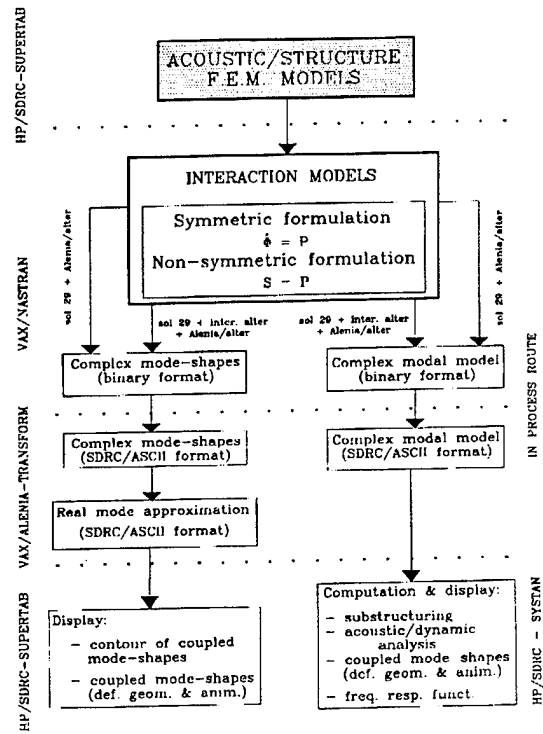 HP/SDRC-SUPERTAB
ACOUSTIC/STRUCTURE
F.E.M. MODELS
VAX/NASTRAN
INTERACTION MODELS
Symmetric formulation
Φ̇ = P
Non-symmetric formulation
S - P
sol 29 + Alenia/alter
sol 29 + Inter. alter
+ Alenia/alter
sol 29 + Inter. alter
+ Alenia/alter
sol 29 + Alenia/alter
Complex mode-shapes
(binary format)
Complex modal model
(binary format)
IN PROCESS ROUTE
VAX/ALENIA-TRANSFORM
Complex mode-shapes
(SDRC/ASCII format)
Complex modal model
(SDRC/ASCII format)
Real mode approximation
(SDRC/ASCII format)
HP/SDRC-SUPERTAB
Display:
- contour of coupled
mode-shapes
- coupled mode-shapes
(def. geom. & anim.)
Computation & display:
- substructuring
- acoustic/dynamic
analysis
- coupled mode shapes
(def. geom. & anim.)
- freq. resp. funct.
HP/SDRC - SYSTAN